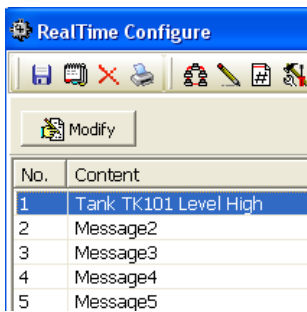 RealTime Configure
Modify
No. Content
1 Tank TK101 Level High
2 Message2
3 Message3
4 Message4
5 Message5